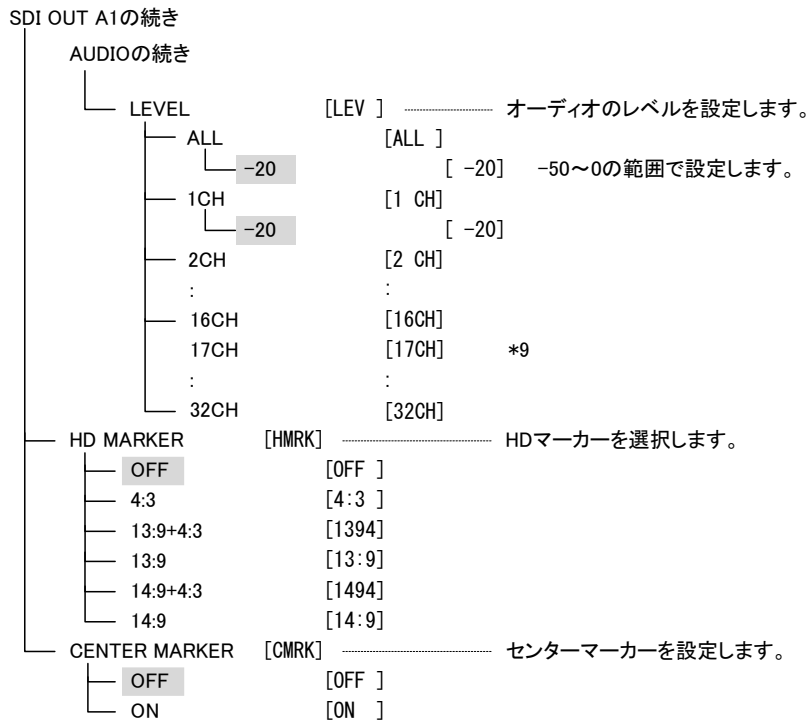 SDI OUT A1の続き
AUDIOの続き
LEVEL [LEV ] オーディオのレベルを設定します。
ALL [ALL ]
-20 [ -20] -50～0の範囲で設定します。
1CH [1 CH]
-20 [ -20]
2CH [2 CH]
: :
16CH [16CH]
17CH [17CH] *9
: :
32CH [32CH]
HD MARKER [HMRK] HDマーカーを選択します。
OFF [OFF ]
4:3 [4:3 ]
13:9+4:3 [1394]
13:9 [13:9]
14:9+4:3 [1494]
14:9 [14:9]
CENTER MARKER [CMRK] センターマーカーを設定します。
OFF [OFF ]
ON [ON ]